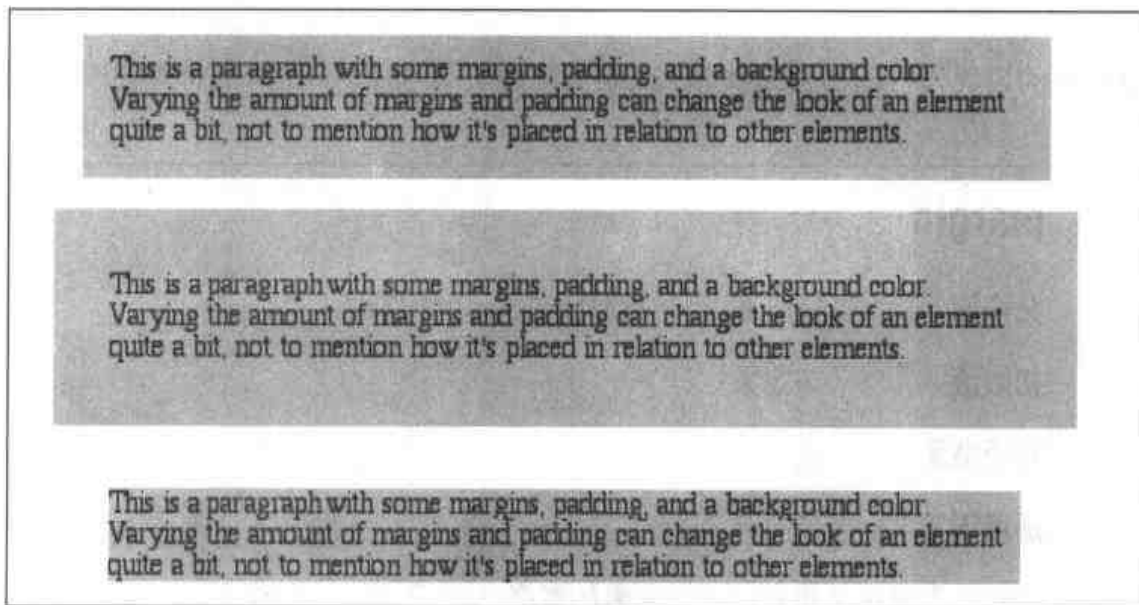 This is a paragraph with some margins, padding, and a background color.
Varying the amount of margins and padding can change the look of an element
quite a bit, not to mention how it's placed in relation to other elements.
This is a paragraph with some margins, padding, and a background color.
Varying the amount of margins and padding can change the look of an element
quite a bit, not to mention how it's placed in relation to other elements.
This is a paragraph with some margins, padding, and a background color.
Varying the amount of margins and padding can change the look of an element
quite a bit, not to mention how it's placed in relation to other elements.